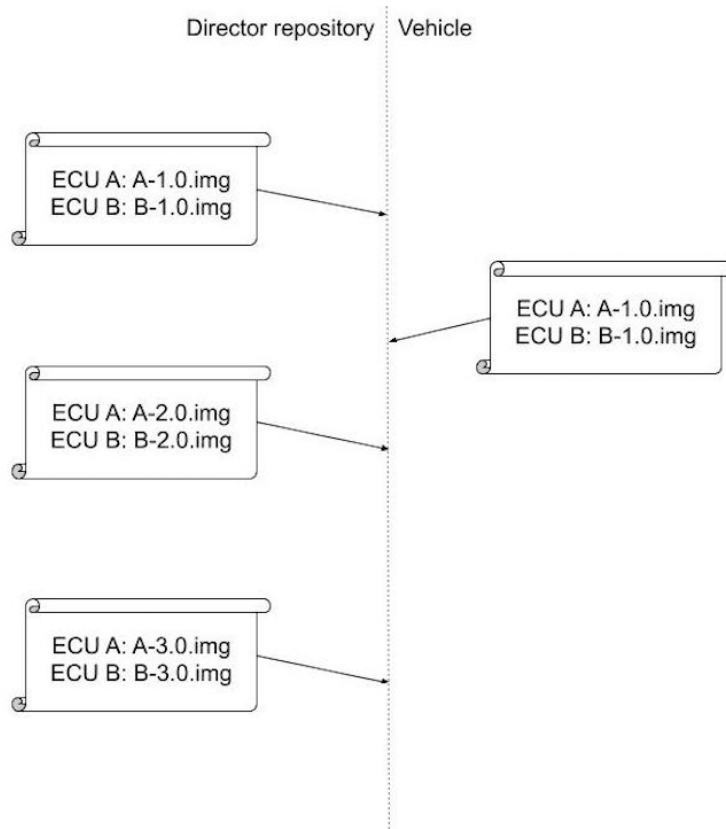 Director repository
Vehicle
ECU A: A-1.0.img
ECU B: B-1.0.img
ECU A: A-1.0.img
ECU B: B-1.0.img
ECU A: A-2.0.img
ECU B: B-2.0.img
ECU A: A-3.0.img
ECU B: B-3.0.img